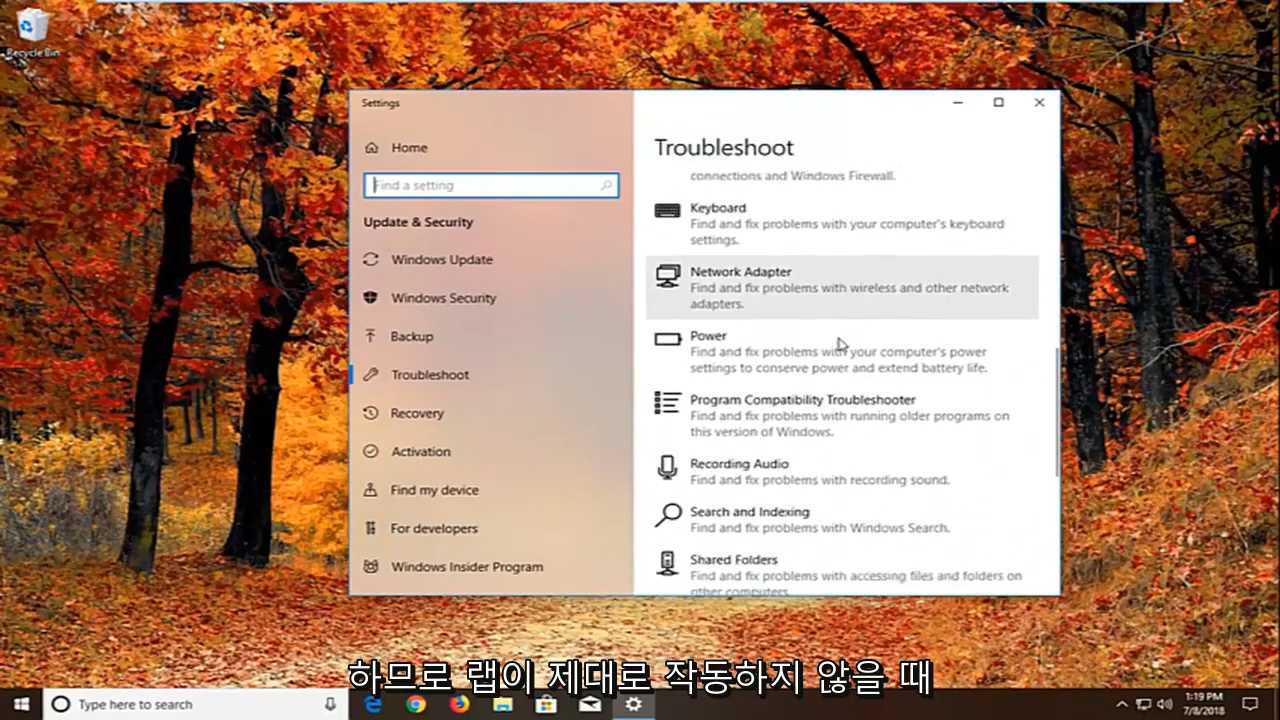 Recycle Bin
Settings
Home
Find a setting
Update & Security
Windows Update
Windows Security
Backup
Troubleshoot
Recovery
Activation
Find my device
For developers
Windows Insider Program
Troubleshoot
connections and Windows Firewall.
Keyboard
Find and fix problems with your computer's keyboard
settings.
Network Adapter
Find and fix problems with wireless and other network
adapters.
Power
Find and fix problems with your computer's power
settings to conserve power and extend battery life.
Program Compatibility Troubleshooter
Find and fix problems with running older programs on
this version of Windows.
Recording Audio
Find and fix problems with recording sound.
Search and Indexing
Find and fix problems with Windows Search.
Shared Folders
Find and fix problems with accessing files and folders on
other computers.
하므로 랩이 제대로 작동하지 않을 때
Type here to search
1:19 PM
7/8/2018